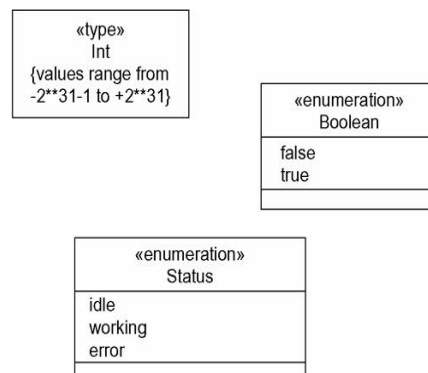 «type»
Int
{values range from
-2**31-1 to +2**31}
«enumeration»
Boolean
false
true
«enumeration»
Status
idle
working
error